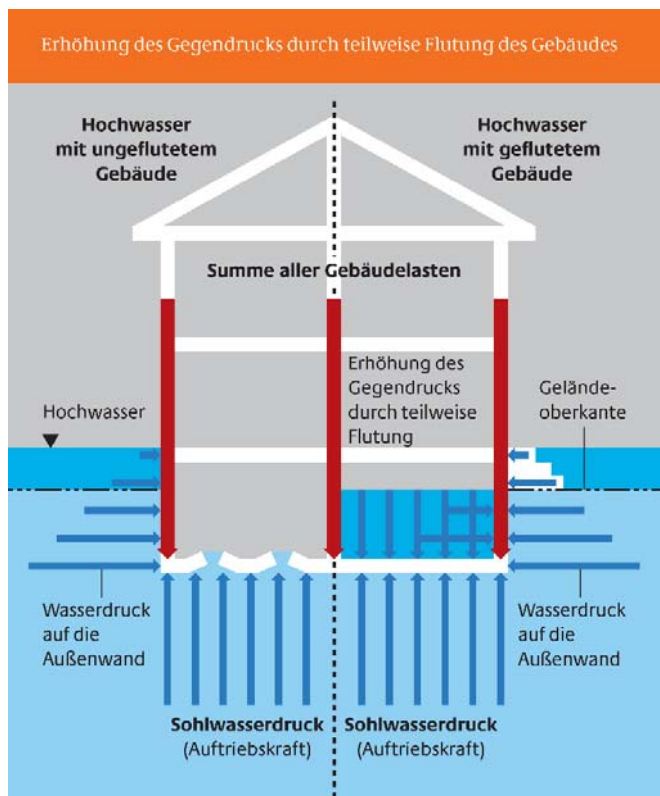 Erhöhung des Gegendrucks durch teilweise Flutung des Gebäudes
Hochwasser
mit ungeflutetem
Gebäude
Hochwasser
mit geflutetem
Gebäude
Summe aller Gebäudelasten
Erhöhung des
Gegendrucks
durch teilweise
Flutung
Hochwasser
Gelände-
oberkante
Wasserdruck
auf die
Außenwand
Wasserdruck
auf die
Außenwand
Sohlwasserdruck
(Auftriebskraft)
Sohlwasserdruck
(Auftriebskraft)